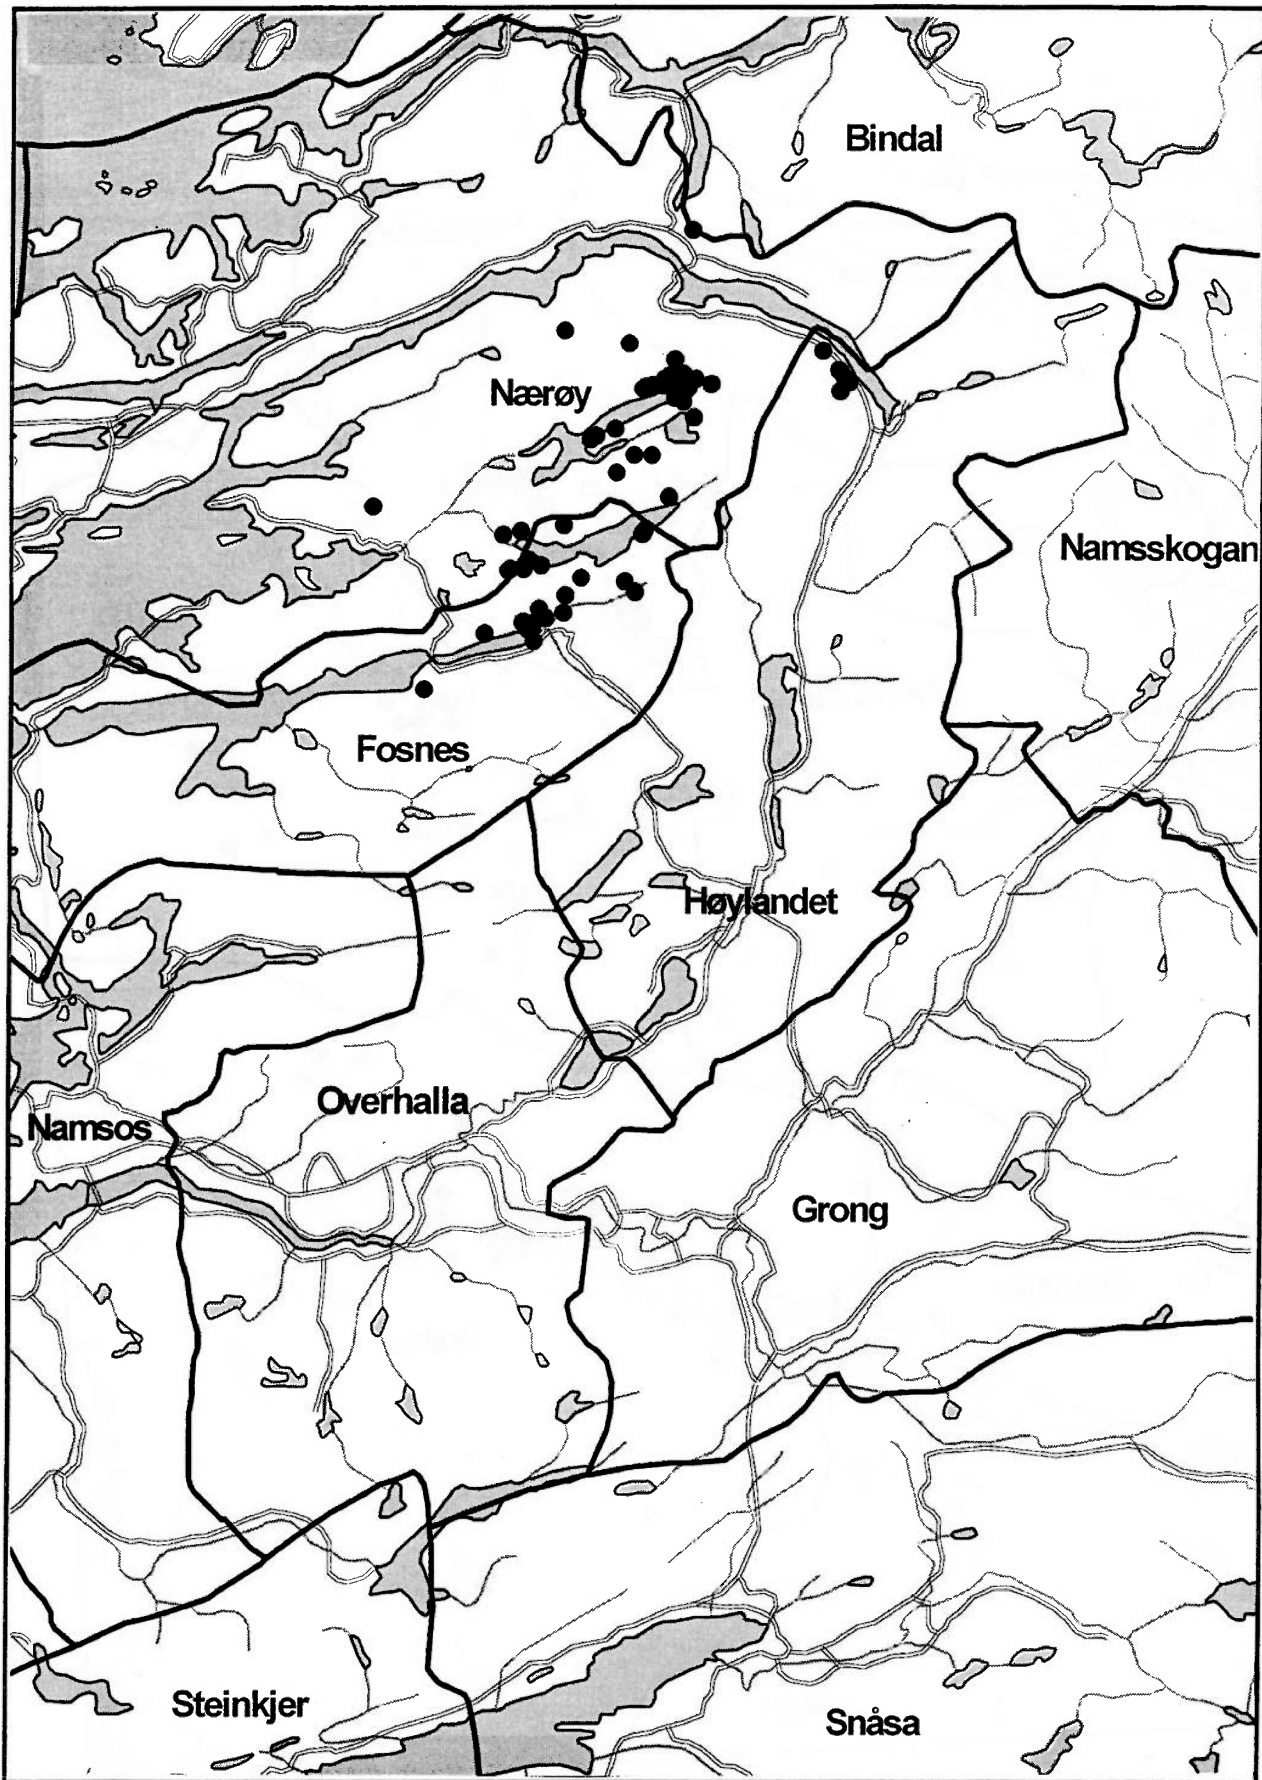 Bindal
Nærøy
Namsskogan
Fosnes
Høylandet
Overhalla
Namsos
Grong
Steinkjer
Snåsa